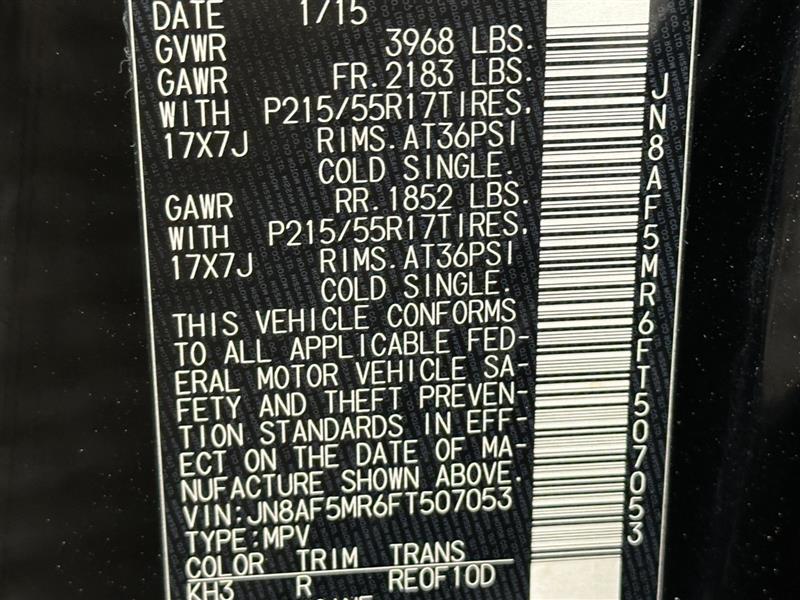 DATE 1/15
GVWR 3968 LBS.
GAWR FR.2183 LBS.
WITH P215/55R17TIRES,
17X7J RIMS.AT36PSI
COLD SINGLE.
GAWR RR.1852 LBS.
WITH P215/55R17TIRES,
17X7J RIMS.AT36PSI
COLD SINGLE.
THIS VEHICLE CONFORMS
TO ALL APPLICABLE FED-
ERAL MOTOR VEHICLE SA-
FETY AND THEFT PREVEN-
TION STANDARDS IN EFF-
ECT ON THE DATE OF MA-
NUFACTURE SHOWN ABOVE.
VIN:JN8AF5MR6FT507053
TYPE:MPV
COLOR TRIM TRANS
KH3 R RE0F10D
JN8AF5MR6FT507053